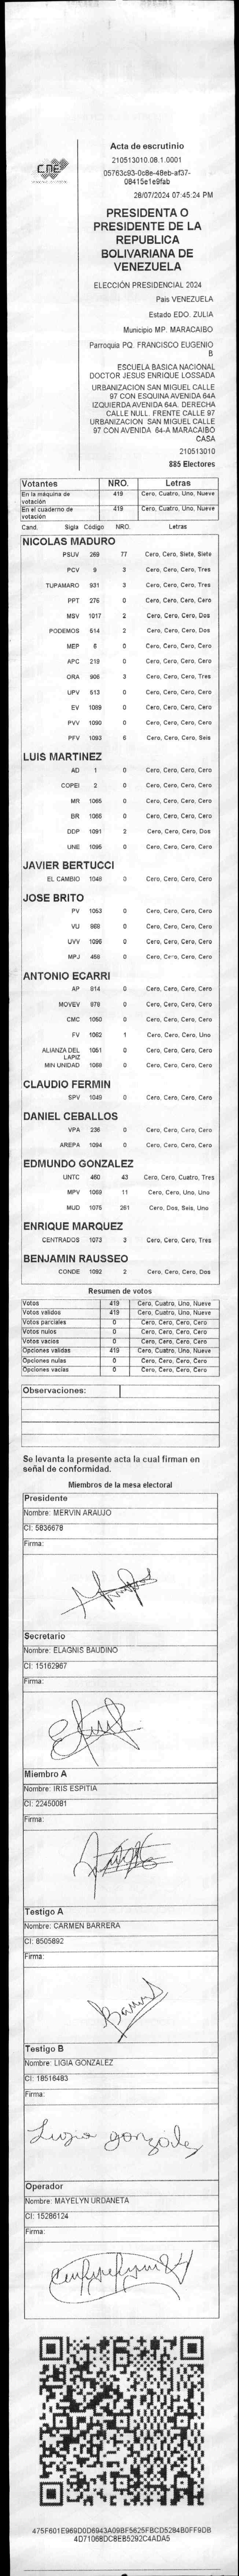 CNE
Acta de escrutinio
210513010.08.1.0001
05763c93-0c8e-48eb-af37-
08415e1e9fab
28/07/2024 07:45:24 PM
PRESIDENTA O
PRESIDENTE DE LA
REPUBLICA
BOLIVARIANA DE
VENEZUELA
ELECCIÓN PRESIDENCIAL 2024
Pais VENEZUELA
Estado EDO. ZULIA
Municipio MP. MARACAIBO
Parroquia PQ. FRANCISCO EUGENIO
B
ESCUELA BASICA NACIONAL
DOCTOR JESUS ENRIQUE LOSSADA
URBANIZACION SAN MIGUEL CALLE
97 CON ESQUINA AVENIDA 64A
IZQUIERDA AVENIDA 64A. DERECHA
CALLE NULL. FRENTE CALLE 97
URBANIZACION SAN MIGUEL CALLE
97 CON AVENIDA 64-A MARACAIBO
CASA
210513010
885 Electores
Votantes NRO. Letras
En la máquina de votación 419 Cero, Cuatro, Uno, Nueve
En el cuaderno de votación 419 Cero, Cuatro, Uno, Nueve
Cand. Sigla Código NRO. Letras
NICOLAS MADURO
PSUV 269 77 Cero, Cero, Siete, Siete
PCV 9 3 Cero, Cero, Cero, Tres
TUPAMARO 931 3 Cero, Cero, Cero, Tres
PPT 275 0 Cero, Cero, Cero, Cero
MSV 1017 2 Cero, Cero, Cero, Dos
PODEMOS 514 2 Cero, Cero, Cero, Dos
MEP 6 0 Cero, Cero, Cero, Cero
APC 219 0 Cero, Cero, Cero, Cero
ORA 906 3 Cero, Cero, Cero, Tres
UPV 513 0 Cero, Cero, Cero, Cero
EV 1089 0 Cero, Cero, Cero, Cero
PVV 1090 0 Cero, Cero, Cero, Cero
PFV 1093 6 Cero, Cero, Cero, Seis
LUIS MARTINEZ
AD 1 0 Cero, Cero, Cero, Cero
COPEI 2 0 Cero, Cero, Cero, Cero
MR 1065 0 Cero, Cero, Cero, Cero
BR 1066 0 Cero, Cero, Cero, Cero
DDP 1091 2 Cero, Cero, Cero, Dos
UNE 1095 0 Cero, Cero, Cero, Cero
JAVIER BERTUCCI
EL CAMBIO 1048 0 Cero, Cero, Cero, Cero
JOSE BRITO
PV 1053 0 Cero, Cero, Cero, Cero
VU 968 0 Cero, Cero, Cero, Cero
UVV 1096 0 Cero, Cero, Cero, Cero
MPJ 468 0 Cero, Cero, Cero, Cero
ANTONIO ECARRI
AP 814 0 Cero, Cero, Cero, Cero
MOVEV 979 0 Cero, Cero, Cero, Cero
CMC 1050 0 Cero, Cero, Cero, Cero
FV 1062 1 Cero, Cero, Cero, Uno
ALIANZA DEL LAPIZ 1051 0 Cero, Cero, Cero, Cero
MIN UNIDAD 1068 0 Cero, Cero, Cero, Cero
CLAUDIO FERMIN
SPV 1049 0 Cero, Cero, Cero, Cero
DANIEL CEBALLOS
VPA 236 0 Cero, Cero, Cero, Cero
AREPA 1094 0 Cero, Cero, Cero, Cero
EDMUNDO GONZALEZ
UNTC 460 43 Cero, Cero, Cuatro, Tres
MPV 1069 11 Cero, Cero, Uno, Uno
MUD 1075 261 Cero, Dos, Seis, Uno
ENRIQUE MARQUEZ
CENTRADOS 1073 3 Cero, Cero, Cero, Tres
BENJAMIN RAUSSEO
CONDE 1092 2 Cero, Cero, Cero, Dos
Resumen de votos
Votos 419 Cero, Cuatro, Uno, Nueve
Votos validos 419 Cero, Cuatro, Uno, Nueve
Votos parciales 0 Cero, Cero, Cero, Cero
Votos nulos 0 Cero, Cero, Cero, Cero
Votos vacios 0 Cero, Cero, Cero, Cero
Opciones validas 419 Cero, Cuatro, Uno, Nueve
Opciones nulas 0 Cero, Cero, Cero, Cero
Opciones vacias 0 Cero, Cero, Cero, Cero
Observaciones:
Se levanta la presente acta la cual firman en
señal de conformidad.
Miembros de la mesa electoral
Presidente
Nombre: MERVIN ARAUJO
CI: 5836678
Firma:
Secretario
Nombre: ELAGNIS BAUDINO
CI: 15162967
Firma:
Miembro A
Nombre: IRIS ESPITIA
CI: 22450081
Firma:
Testigo A
Nombre: CARMEN BARRERA
CI: 8505892
Firma:
Testigo B
Nombre: LIGIA GONZALEZ
CI: 18516483
Firma:
Ligia gonzalez
Operador
Nombre: MAYELYN URDANETA
CI: 15286124
Firma:
475F601E969D0D6943A09BF5625FBCD5284B0FF9DB
4D71068DC8EB5292C4ADA5